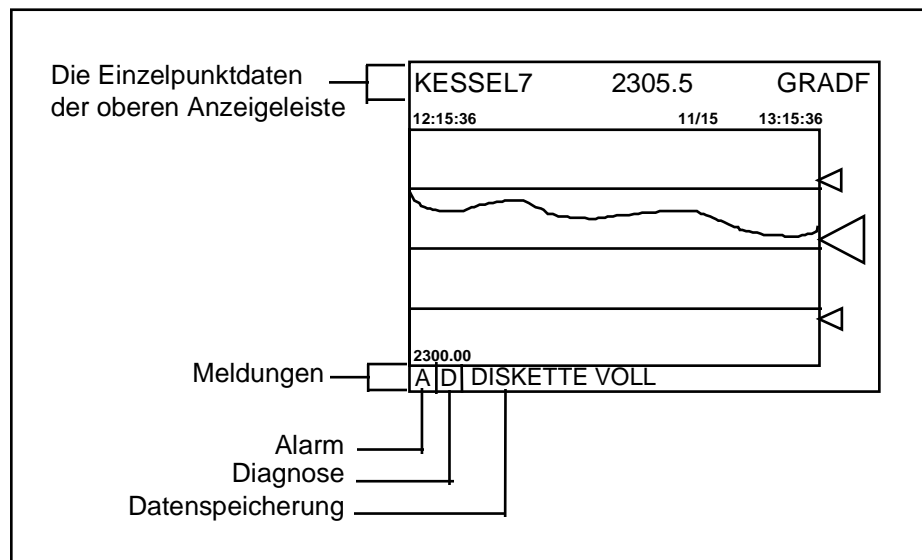 Die Einzelpunktdaten
der oberen Anzeigeleiste
KESSEL7 2305.5 GRADF
12:15:36 11/15 13:15:36
2300.00
Meldungen
A D DISKETTE VOLL
Alarm
Diagnose
Datenspeicherung